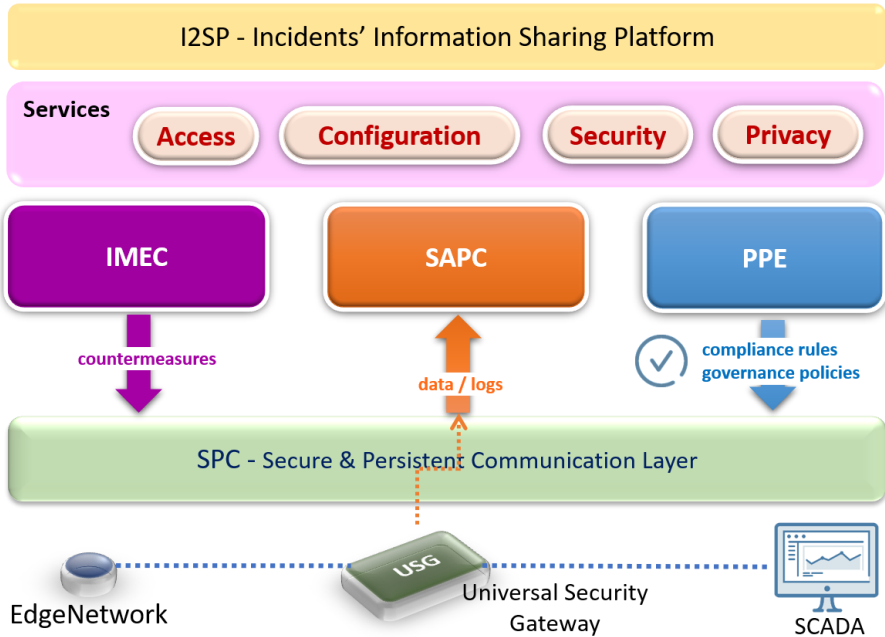 I2SP - Incidents’ Information Sharing Platform
Services
Access
Configuration
Security
Privacy
IMEC
SAPC
PPE
countermeasures
data / logs
compliance rules
governance policies
SPC - Secure & Persistent Communication Layer
USG
EdgeNetwork
Universal Security
Gateway
SCADA